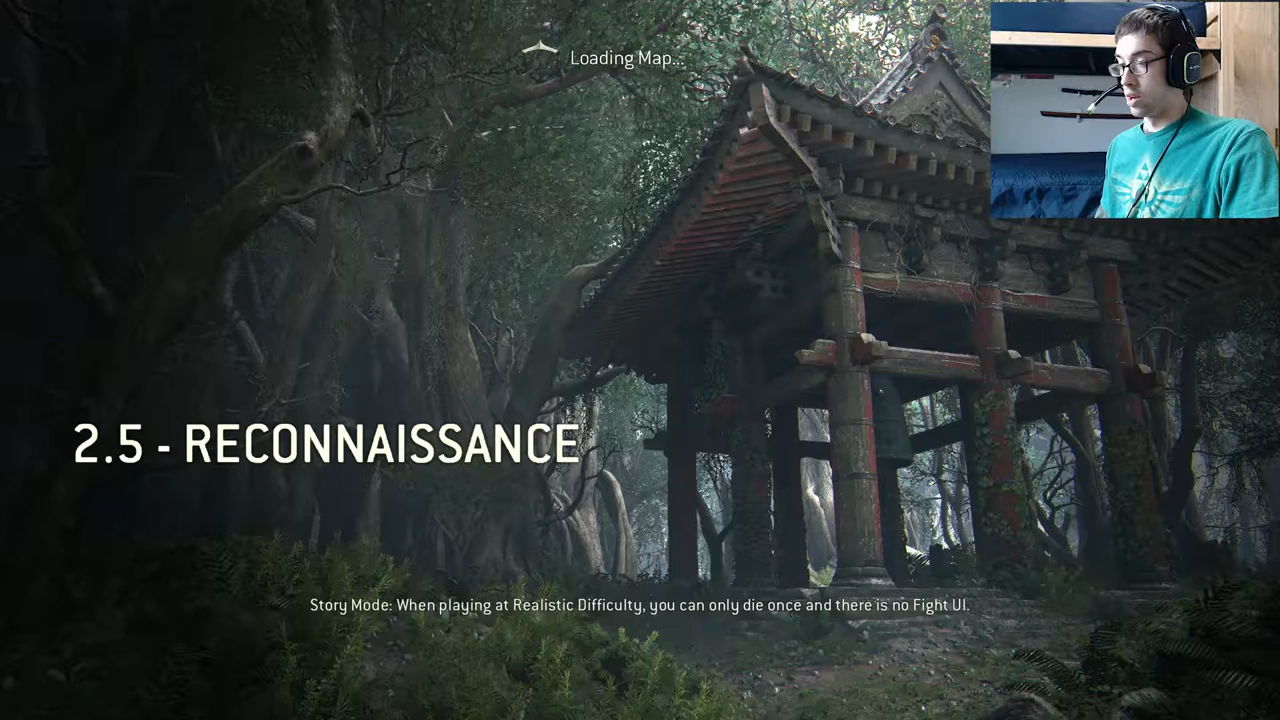 Loading Map...
2.5 - RECONNAISSANCE
Story Mode: When playing at Realistic Difficulty, you can only die once and there is no Fight UI.